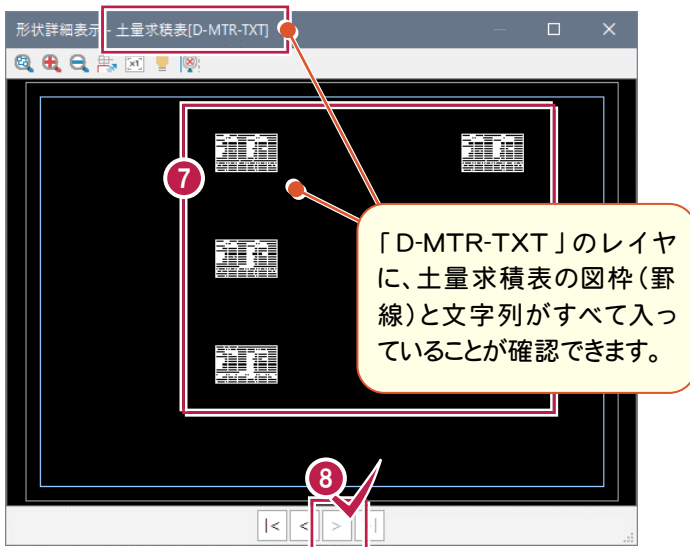 形状詳細表示 - 土量求積表[D-MTR-TXT]
×1
7
「D-MTR-TXT」のレイヤ
に、土量求積表の図枠（罫
線）と文字列がすべて入っ
ていることが確認できます。
8
|< < > >|